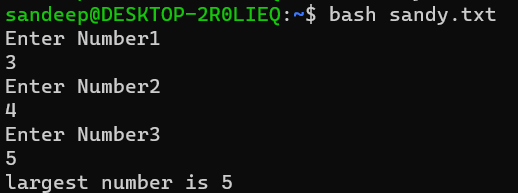 sandeep@DESKTOP-2R0LIEQ:~$ bash sandy.txt
Enter Number1
3
Enter Number2
4
Enter Number3
5
largest number is 5